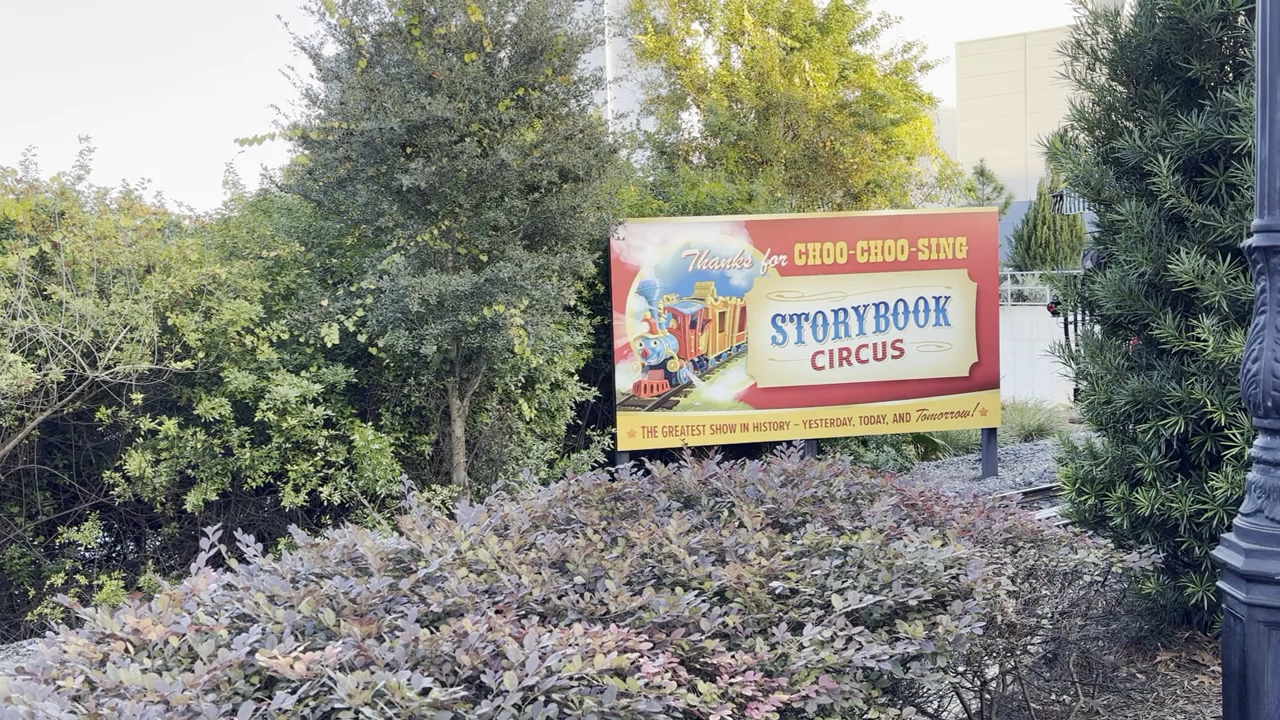 Thanks for CHOO-CHOO-SING
STORYBOOK
CIRCUS
THE GREATEST SHOW IN HISTORY – YESTERDAY, TODAY, AND Tomorrow!